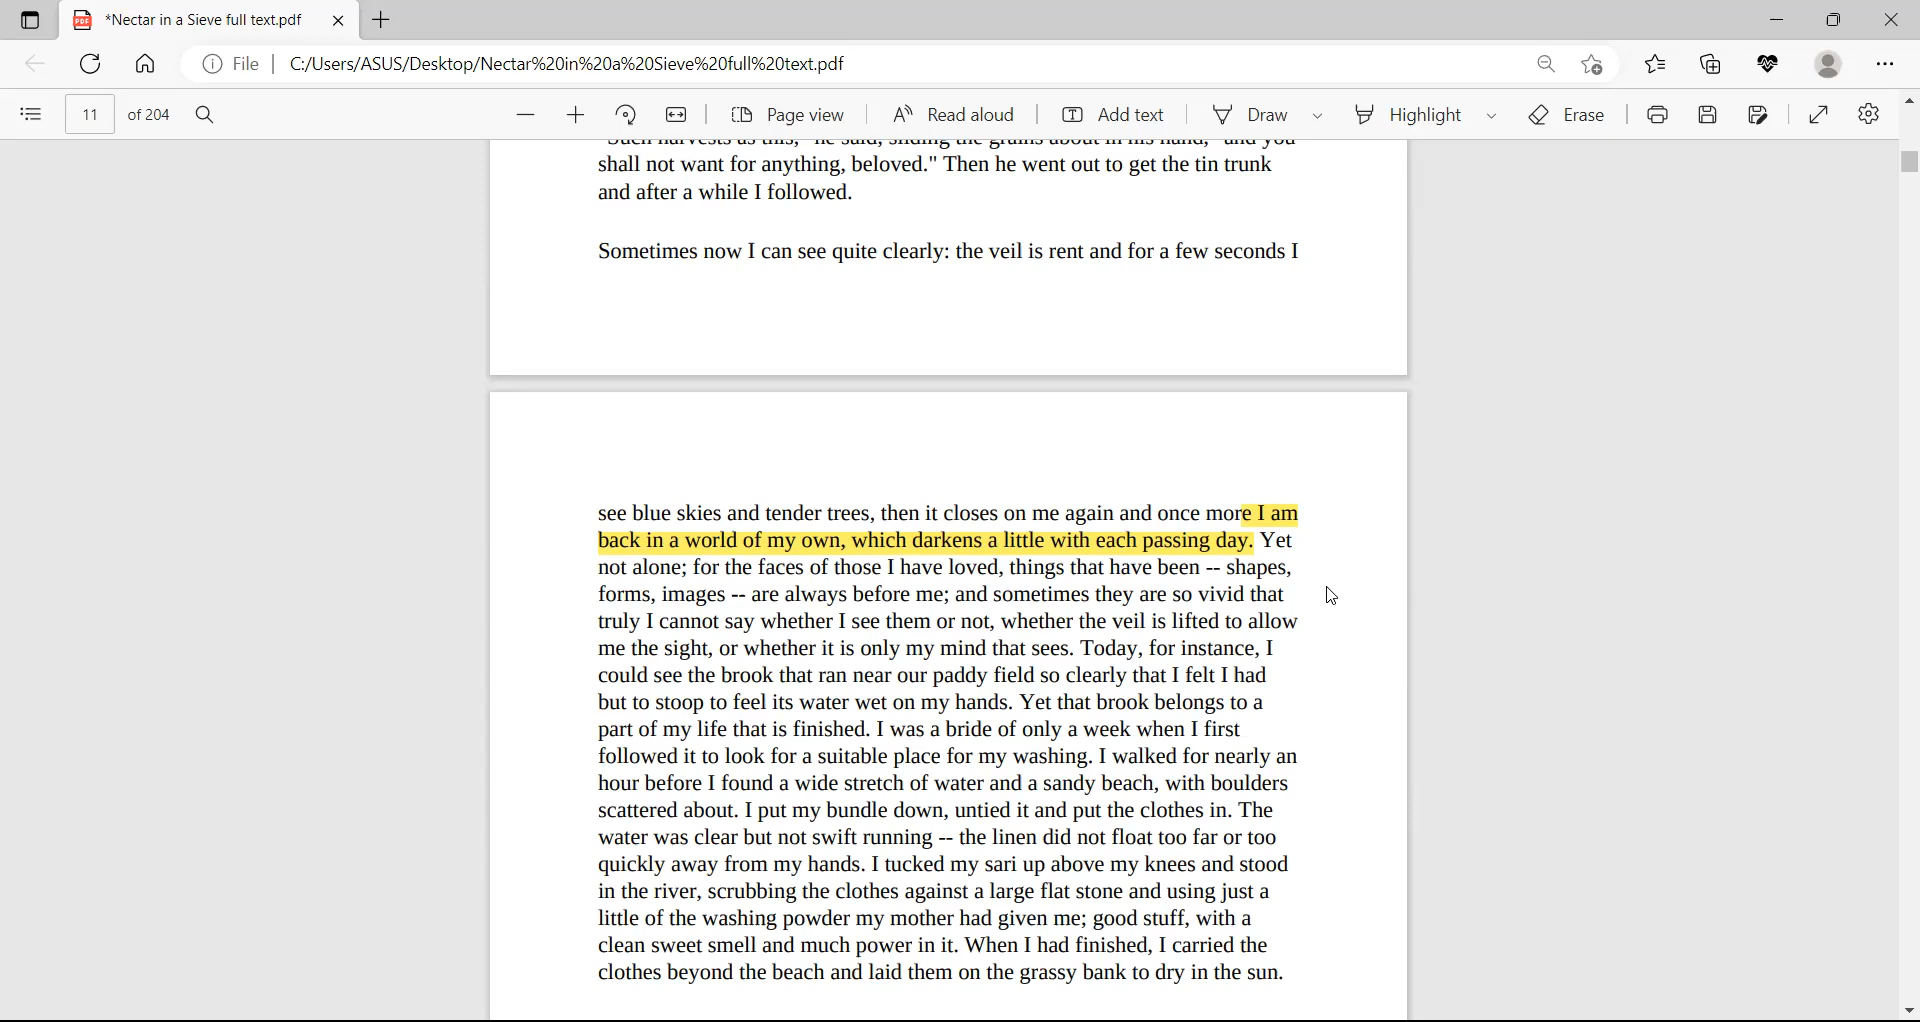 *Nectar in a Sieve full text.pdf
File C:/Users/ASUS/Desktop/Nectar%20in%20a%20Sieve%20full%20text.pdf
11 of 204 Page view Read aloud Add text Draw Highlight Erase
"Such harvests as this," he said, sliding the grains about in his hand, "and you
shall not want for anything, beloved." Then he went out to get the tin trunk
and after a while I followed.
Sometimes now I can see quite clearly: the veil is rent and for a few seconds I
see blue skies and tender trees, then it closes on me again and once more I am
back in a world of my own, which darkens a little with each passing day. Yet
not alone; for the faces of those I have loved, things that have been -- shapes,
forms, images -- are always before me; and sometimes they are so vivid that
truly I cannot say whether I see them or not, whether the veil is lifted to allow
me the sight, or whether it is only my mind that sees. Today, for instance, I
could see the brook that ran near our paddy field so clearly that I felt I had
but to stoop to feel its water wet on my hands. Yet that brook belongs to a
part of my life that is finished. I was a bride of only a week when I first
followed it to look for a suitable place for my washing. I walked for nearly an
hour before I found a wide stretch of water and a sandy beach, with boulders
scattered about. I put my bundle down, untied it and put the clothes in. The
water was clear but not swift running -- the linen did not float too far or too
quickly away from my hands. I tucked my sari up above my knees and stood
in the river, scrubbing the clothes against a large flat stone and using just a
little of the washing powder my mother had given me; good stuff, with a
clean sweet smell and much power in it. When I had finished, I carried the
clothes beyond the beach and laid them on the grassy bank to dry in the sun.